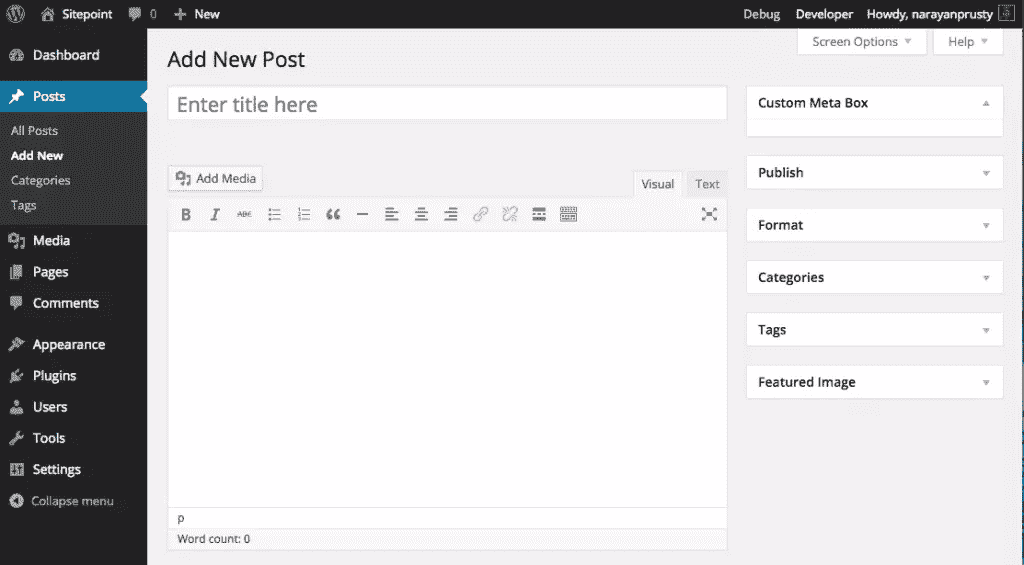 Sitepoint 0 New Debug Developer Howdy, narayanprusty
Screen Options Help
Dashboard
Posts
All Posts
Add New
Categories
Tags
Media
Pages
Comments
Appearance
Plugins
Users
Tools
Settings
Collapse menu
Add New Post
Enter title here
Add Media
Visual Text
B I ABC
p
Word count: 0
Custom Meta Box
Publish
Format
Categories
Tags
Featured Image